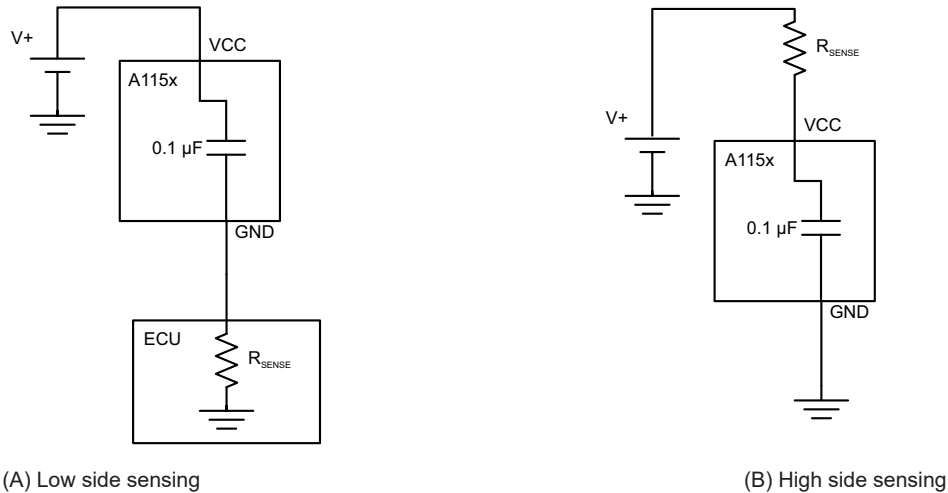 V+
VCC
A115x
0.1 µF
GND
ECU
RSENSE
(A) Low side sensing
RSENSE
V+
VCC
A115x
0.1 µF
GND
(B) High side sensing